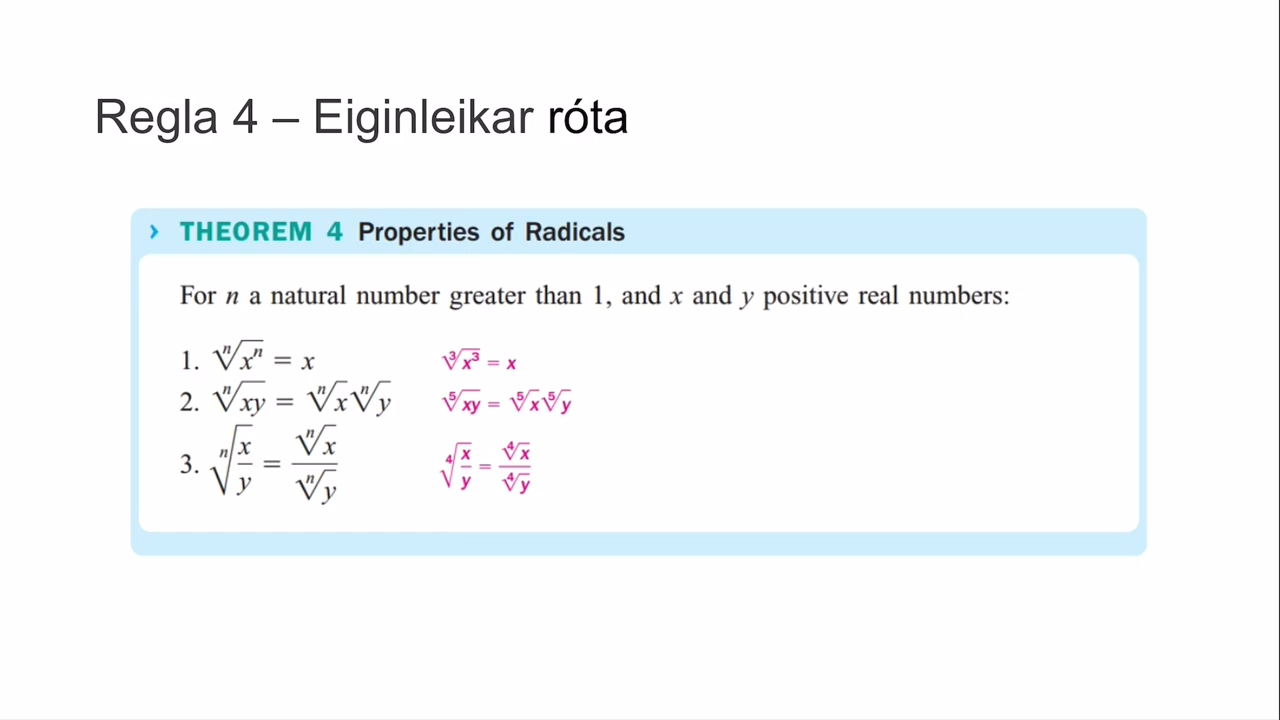 Regla 4 – Eiginleikar róta
› THEOREM 4 Properties of Radicals
For n a natural number greater than 1, and x and y positive real numbers:
1. ⁿ√(xⁿ) = x    ³√(x³) = x
2. ⁿ√(xy) = ⁿ√x ⁿ√y    ⁵√(xy) = ⁵√x ⁵√y
3. ⁿ√(x/y) = ⁿ√x / ⁿ√y    ⁴√(x/y) = ⁴√x / ⁴√y